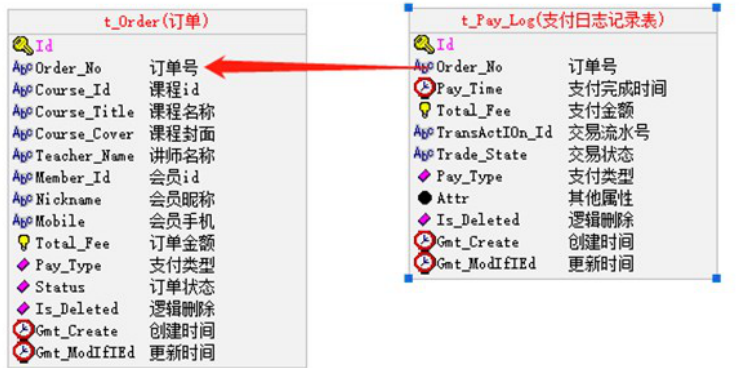 t_Order(订单)
Id
Order_No 订单号
Course_Id 课程id
Course_Title 课程名称
Course_Cover 课程封面
Teacher_Name 讲师名称
Member_Id 会员id
Nickname 会员昵称
Mobile 会员手机
Total_Fee 订单金额
Pay_Type 支付类型
Status 订单状态
Is_Deleted 逻辑删除
Gmt_Create 创建时间
Gmt_ModIfIEd 更新时间
t_Pay_Log(支付日志记录表)
Id
Order_No 订单号
Pay_Time 支付完成时间
Total_Fee 支付金额
TransActIOn_Id 交易流水号
Trade_State 交易状态
Pay_Type 支付类型
Attr 其他属性
Is_Deleted 逻辑删除
Gmt_Create 创建时间
Gmt_ModIfIEd 更新时间